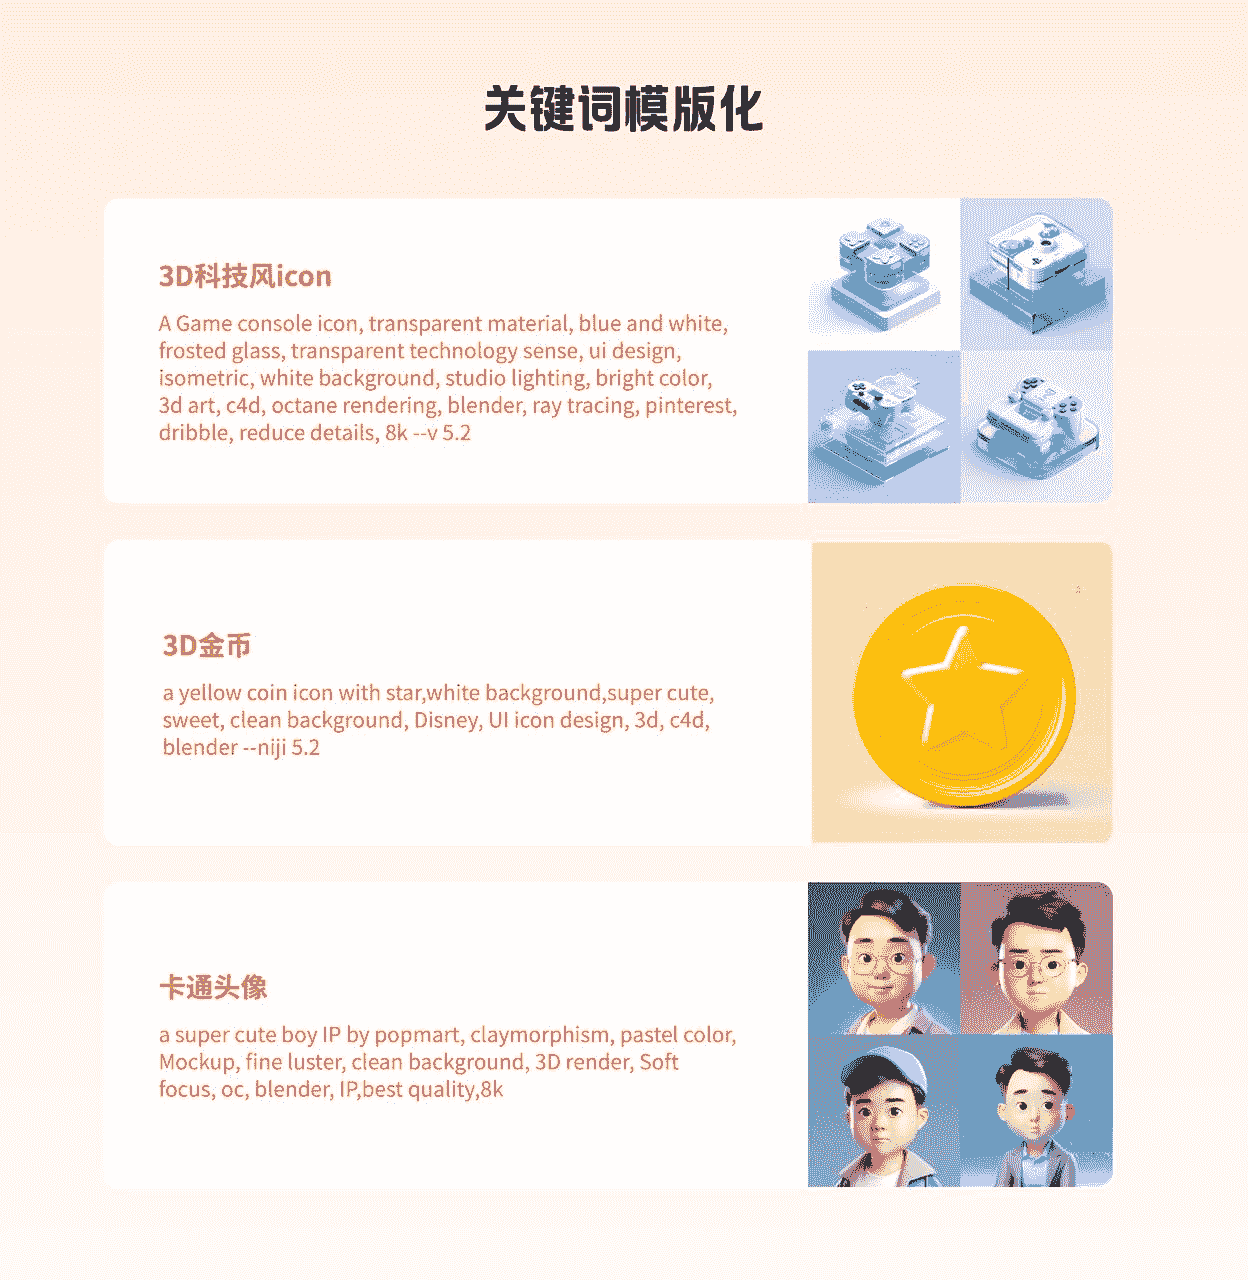 关键词模版化
3D科技风icon
A Game console icon, transparent material, blue and white,
frosted glass, transparent technology sense, ui design,
isometric, white background, studio lighting, bright color,
3d art, c4d, octane rendering, blender, ray tracing, pinterest,
dribble, reduce details, 8k --v 5.2
3D金币
a yellow coin icon with star,white background,super cute,
sweet, clean background, Disney, UI icon design, 3d, c4d,
blender --niji 5.2
卡通头像
a super cute boy IP by popmart, claymorphism, pastel color,
Mockup, fine luster, clean background, 3D render, Soft
focus, oc, blender, IP,best quality,8k